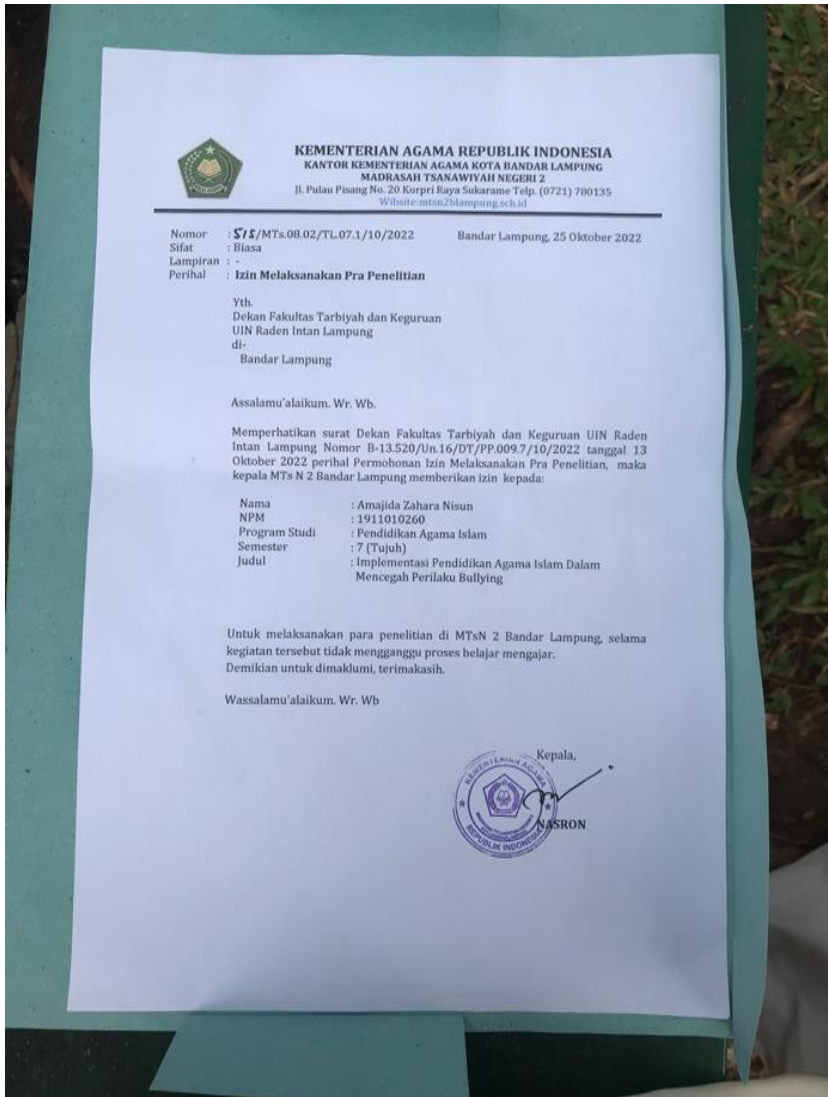 KEMENTERIAN AGAMA REPUBLIK INDONESIA
KANTOR KEMENTERIAN AGAMA KOTA BANDAR LAMPUNG
MADRASAH TSANAWIYAH NEGERI 2
Jl. Pulau Pisang No. 20 Korpri Raya Sukarame Telp. (0721) 780135
Wibsite:mtsn2blampung.sch.id
Nomor : 515/MTs.08.02/TL.07.1/10/2022 Bandar Lampung, 25 Oktober 2022
Sifat : Biasa
Lampiran : -
Perihal : Izin Melaksanakan Pra Penelitian
Yth.
Dekan Fakultas Tarbiyah dan Keguruan
UIN Raden Intan Lampung
di-
Bandar Lampung
Assalamu'alaikum. Wr. Wb.
Memperhatikan surat Dekan Fakultas Tarbiyah dan Keguruan UIN Raden
Intan Lampung Nomor B-13.520/Un.16/DT/PP.009.7/10/2022 tanggal 13
Oktober 2022 perihal Permohonan Izin Melaksanakan Pra Penelitian, maka
kepala MTs N 2 Bandar Lampung memberikan izin kepada:
Nama : Amajida Zahara Nisun
NPM : 1911010260
Program Studi : Pendidikan Agama Islam
Semester : 7 (Tujuh)
Judul : Implementasi Pendidikan Agama Islam Dalam
Mencegah Perilaku Bullying
Untuk melaksanakan para penelitian di MTsN 2 Bandar Lampung, selama
kegiatan tersebut tidak mengganggu proses belajar mengajar.
Demikian untuk dimaklumi, terimakasih.
Wassalamu'alaikum. Wr. Wb
Kepala,
KEMENTERIAN AGAMA
REPUBLIK INDONESIA
NASRON